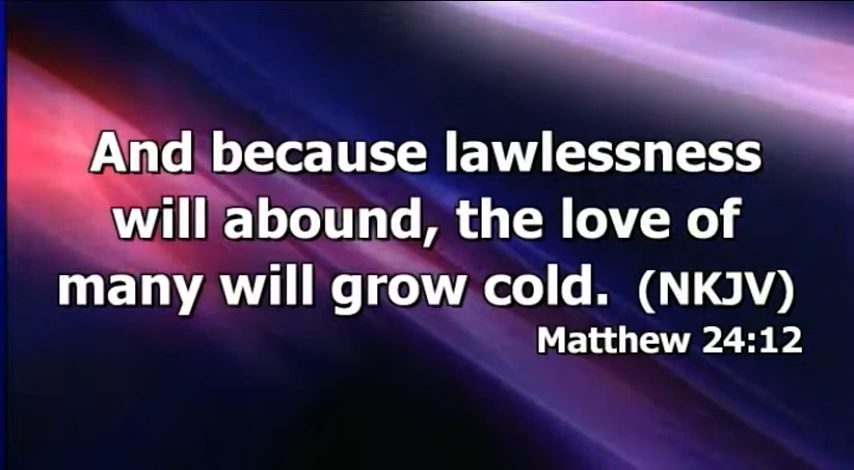 And because lawlessness
will abound, the love of
many will grow cold. (NKJV)
Matthew 24:12